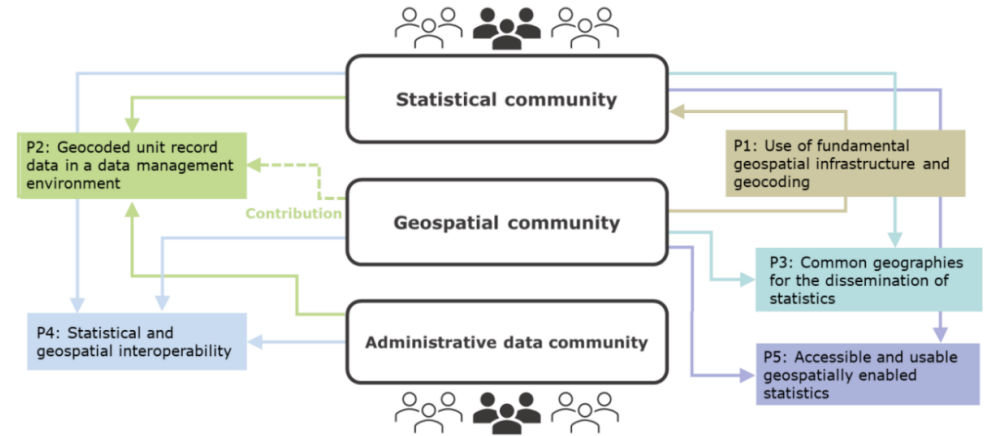 Statistical community
P2: Geocoded unit record
data in a data management
environment
P1: Use of fundamental
geospatial infrastructure and
geocoding
Contribution
Geospatial community
P3: Common geographies
for the dissemination of
statistics
P4: Statistical and
geospatial interoperability
Administrative data community
P5: Accessible and usable
geospatially enabled
statistics